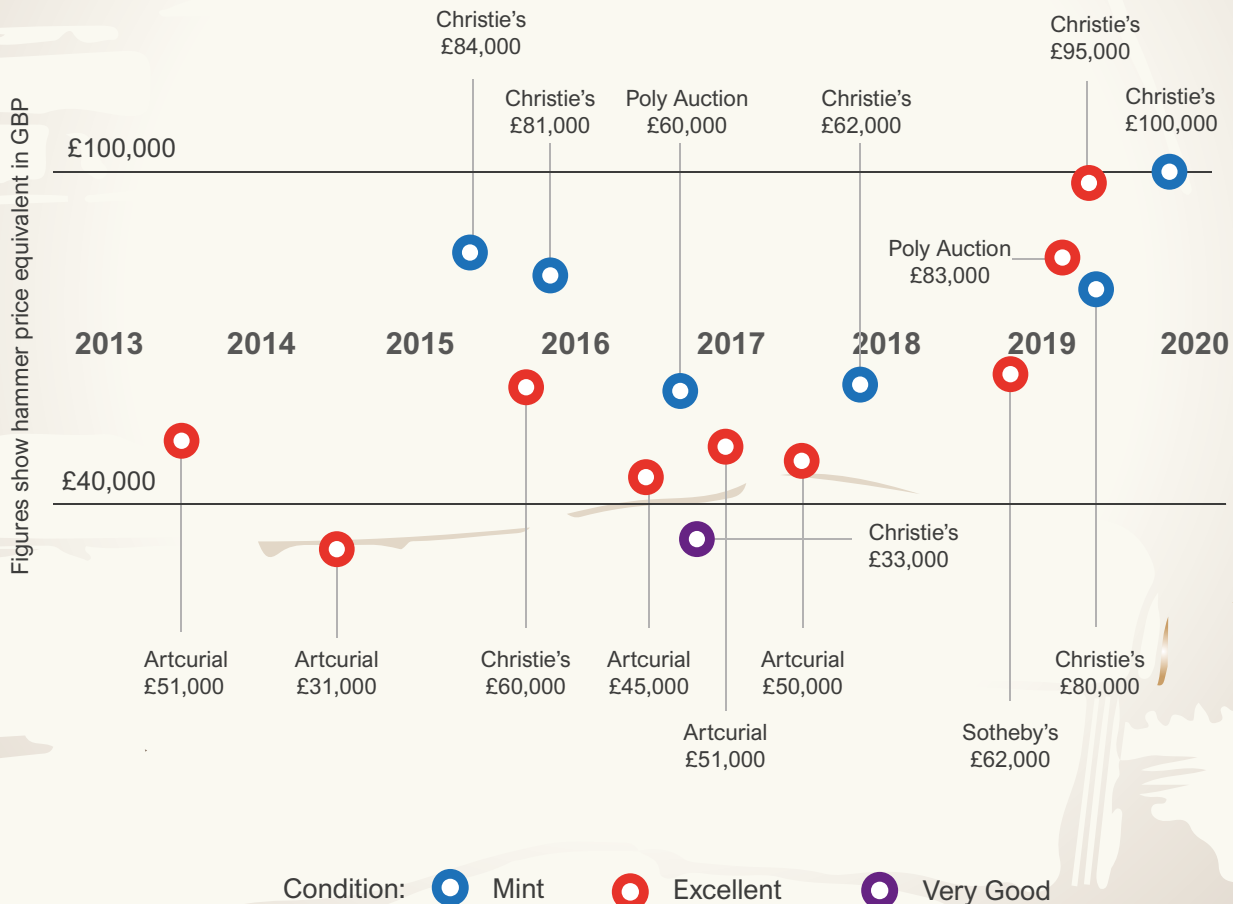 Christie's
£84,000
Christie's
£95,000
Christie's
£81,000
Poly Auction
£60,000
Christie's
£62,000
Christie's
£100,000
Figures show hammer price equivalent in GBP
£100,000
Poly Auction
£83,000
2013 2014 2015 2016 2017 2018 2019 2020
£40,000
Christie's
£33,000
Artcurial
£51,000
Artcurial
£31,000
Christie's
£60,000
Artcurial
£45,000
Artcurial
£50,000
Christie's
£80,000
Artcurial
£51,000
Sotheby's
£62,000
Condition: Mint Excellent Very Good